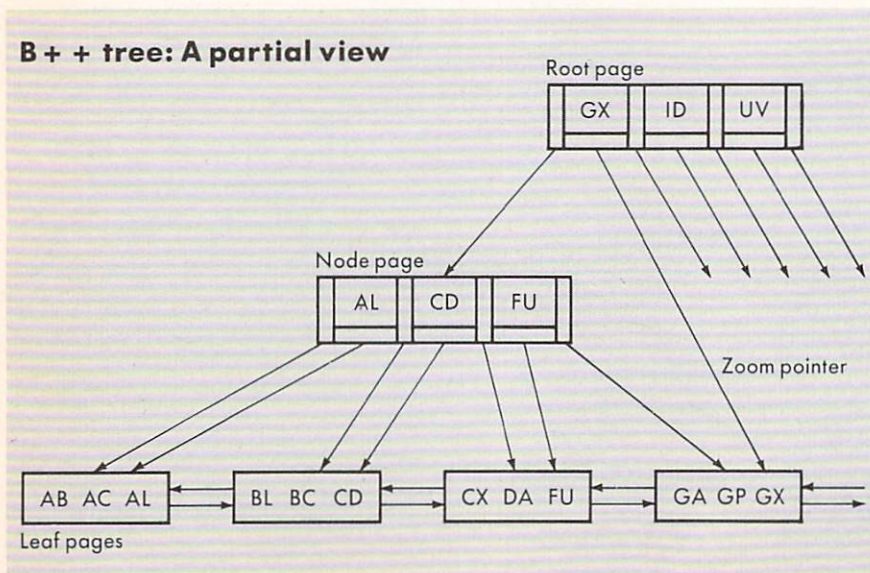 B + + tree: A partial view
Root page
GX ID UV
Node page
AL CD FU
Zoom pointer
AB AC AL BL BC CD CX DA FU GA GP GX
Leaf pages